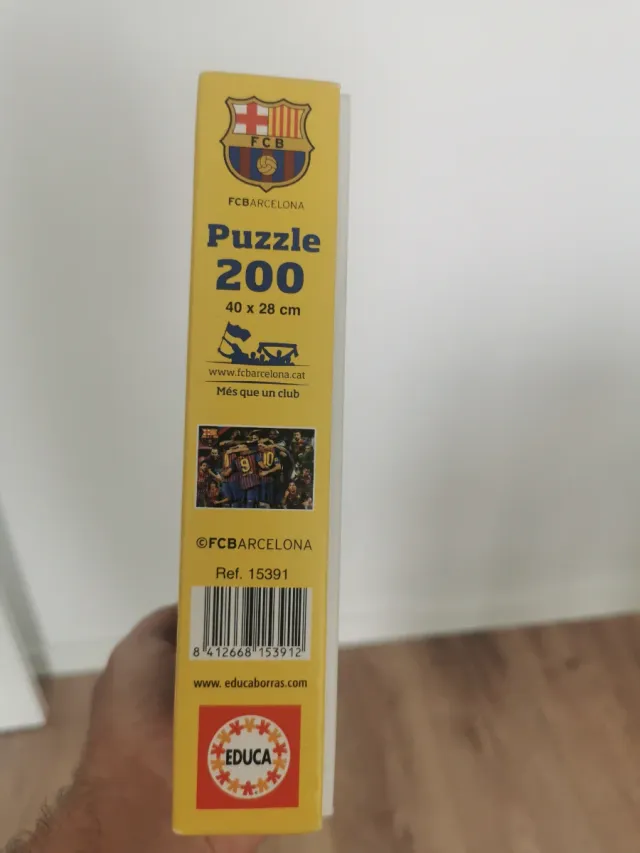 FCB
FCBARCELONA
Puzzle
200
40 x 28 cm
www.fcbarcelona.cat
Més que un club
9 10
©FCBARCELONA
Ref. 15391
8 412668 153912
www. educaborras.com
EDUCA